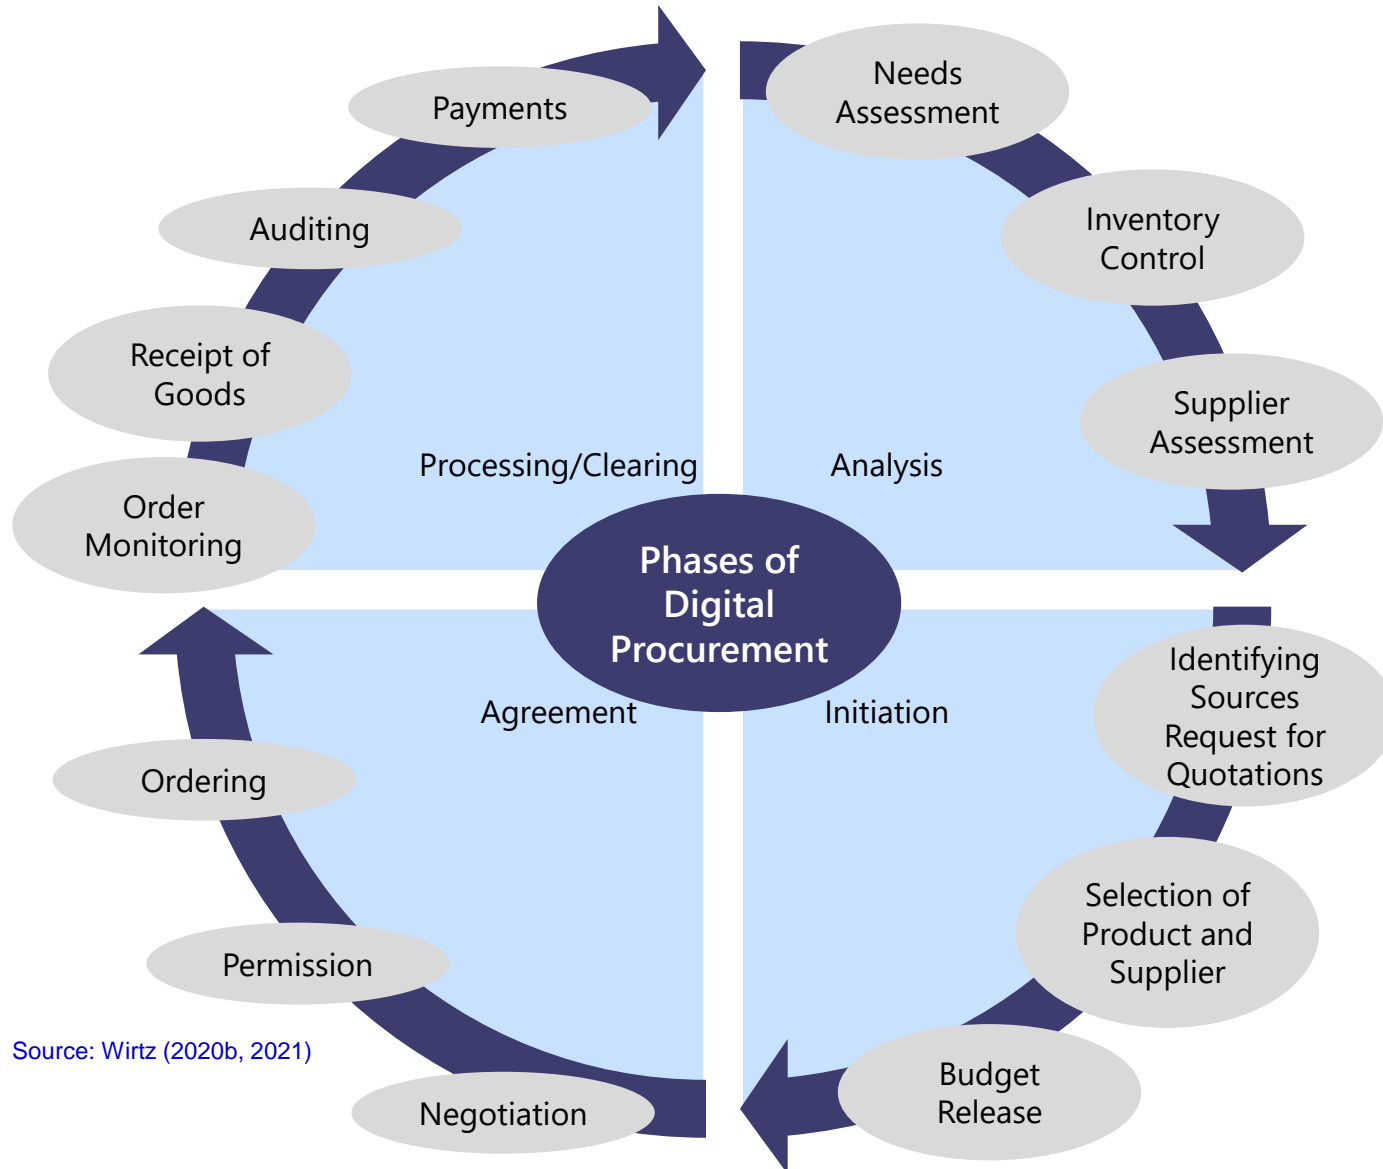 Needs
Assessment
Payments
Inventory
Control
Auditing
Receipt of
Goods
Supplier
Assessment
Processing/Clearing
Analysis
Order
Monitoring
Phases of
Digital
Procurement
Identifying
Sources
Request for
Quotations
Agreement
Initiation
Ordering
Selection of
Product and
Supplier
Permission
Source: Wirtz (2020b, 2021)
Budget
Release
Negotiation